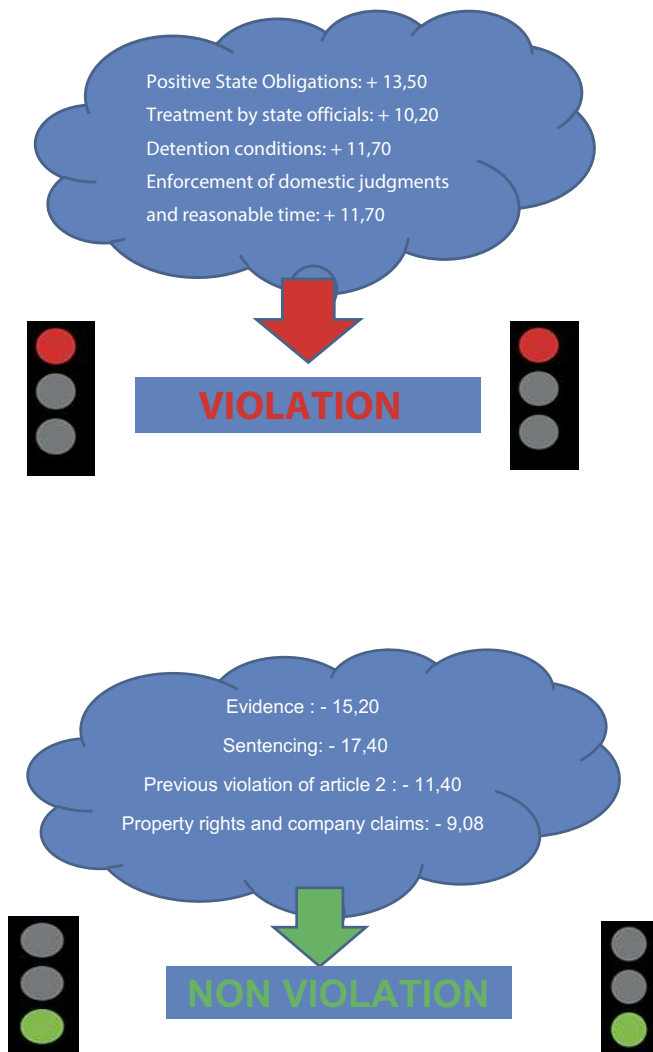 Positive State Obligations: + 13,50
Treatment by state officials: + 10,20
Detention conditions: + 11,70
Enforcement of domestic judgments
and reasonable time: + 11,70
VIOLATION
Evidence : - 15,20
Sentencing: - 17,40
Previous violation of article 2 : - 11,40
Property rights and company claims: - 9,08
NON VIOLATION